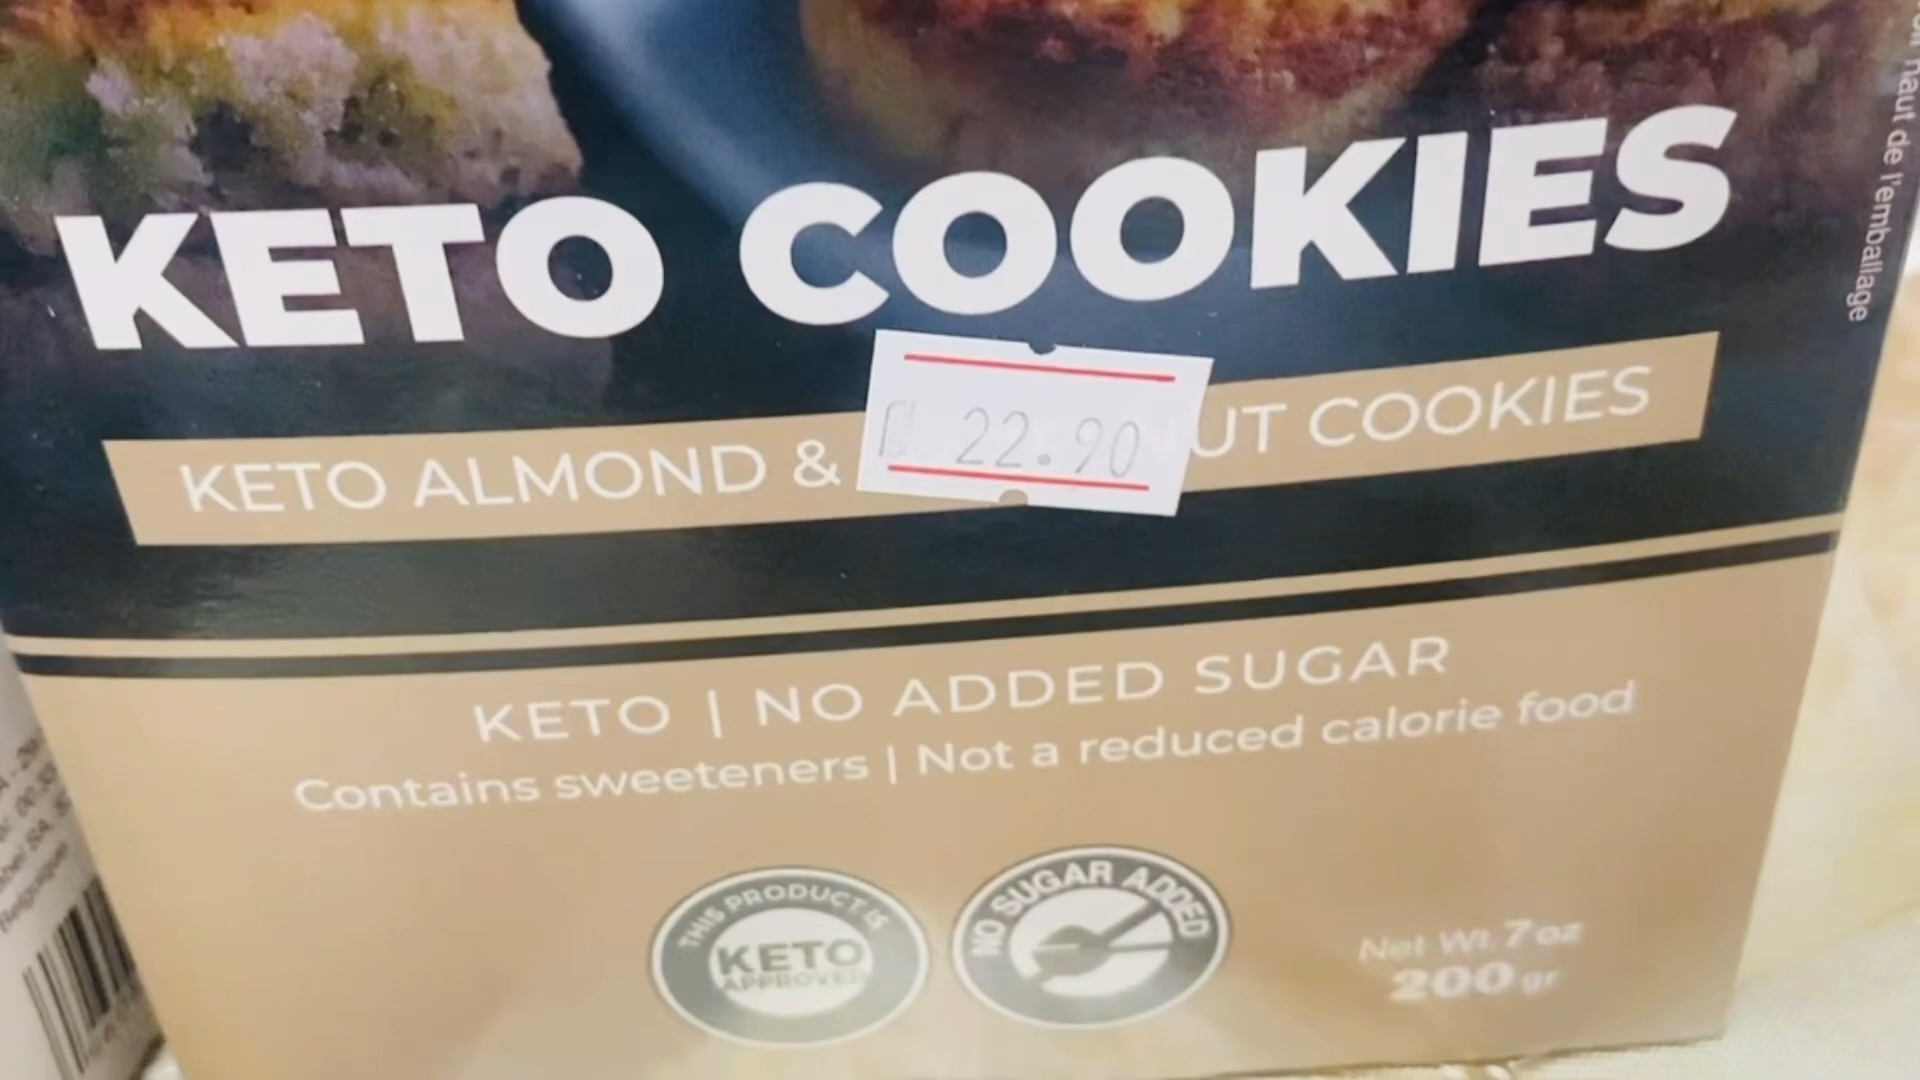 KETO COOKIES
KETO ALMOND & UT COOKIES
22.90
KETO | NO ADDED SUGAR
Contains sweeteners | Not a reduced calorie food
THIS PRODUCT IS
KETO
APPROVED
NO SUGAR ADDED
Net Wt. 7 oz
200 gr
haut de l'emballage